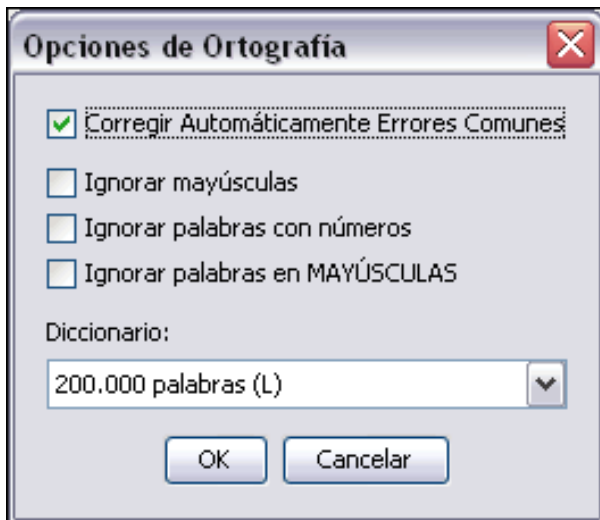 Opciones de Ortografía
Corregir Automáticamente Errores Comunes
Ignorar mayúsculas
Ignorar palabras con números
Ignorar palabras en MAYÚSCULAS
Diccionario:
200.000 palabras (L)
OK Cancelar